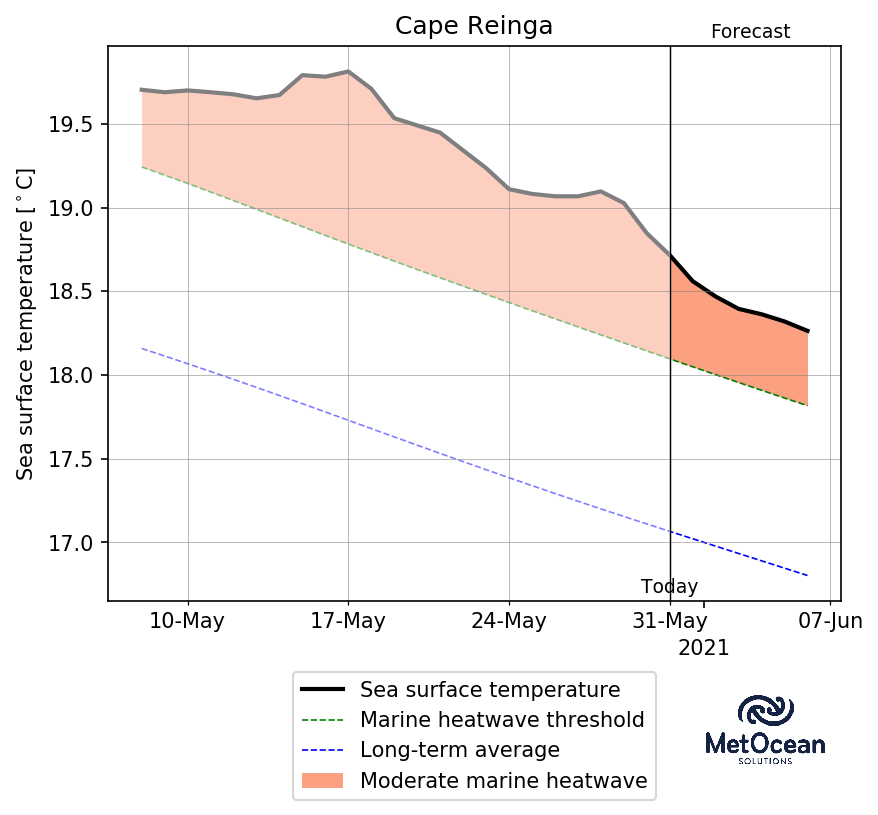 Cape Reinga
Forecast
Sea surface temperature [°C]
19.5
19.0
18.5
18.0
17.5
17.0
Today
10-May 17-May 24-May 31-May 07-Jun
2021
Sea surface temperature
Marine heatwave threshold
Long-term average
Moderate marine heatwave
MetOcean
SOLUTIONS